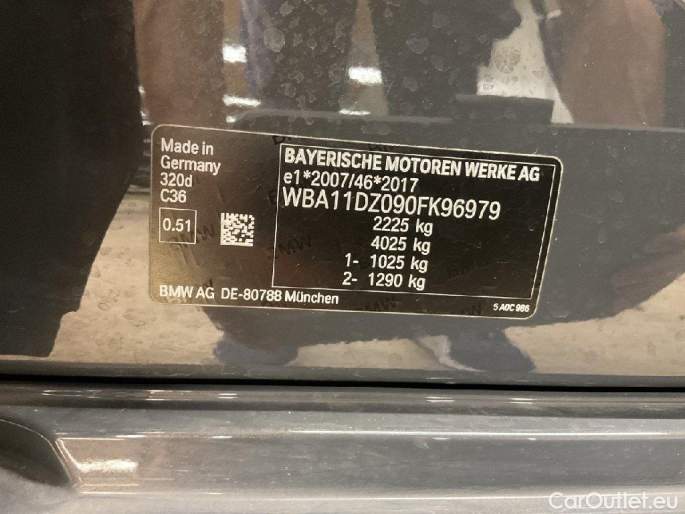 Made in
Germany
320d
C36
0.51
BAYERISCHE MOTOREN WERKE AG
e1*2007/46*2017
WBA11DZ090FK96979
2225 kg
4025 kg
1- 1025 kg
2- 1290 kg
BMW AG DE-80788 München
5 A0C 986
CarOutlet.eu